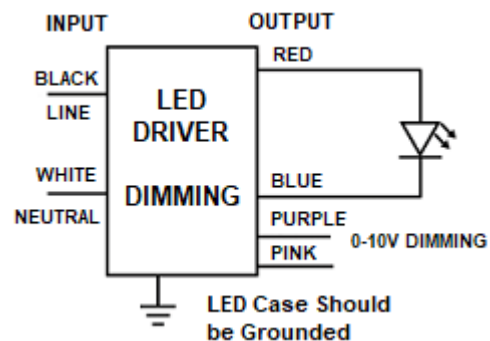 INPUT
OUTPUT
BLACK
LINE
WHITE
NEUTRAL
LED
DRIVER
DIMMING
RED
BLUE
PURPLE
PINK
0-10V DIMMING
LED Case Should
be Grounded